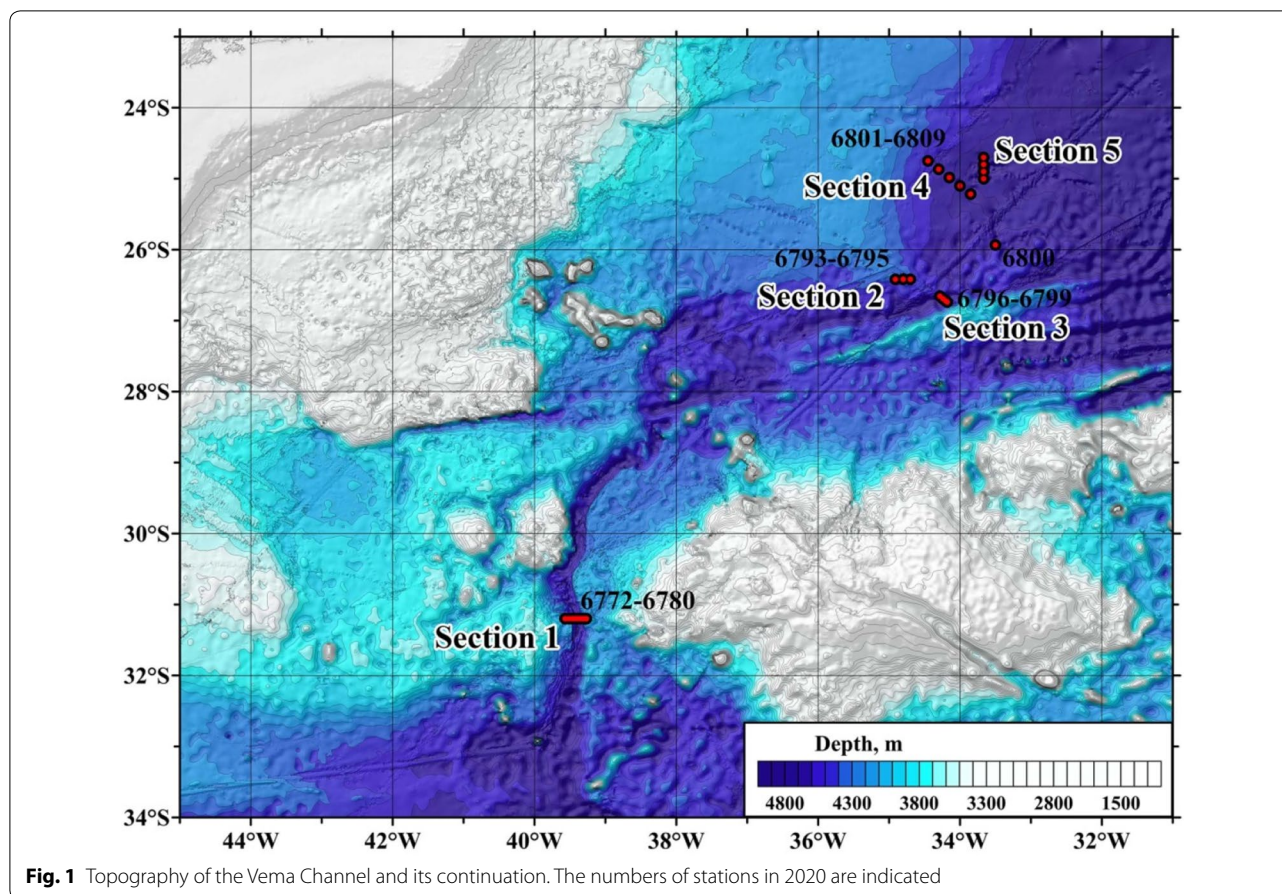 24°S
26°S
28°S
30°S
32°S
34°S
6801-6809
Section 5
Section 4
6793-6795
6800
Section 2
6796-6799
Section 3
6772-6780
Section 1
Depth, m
4800 4300 3800 3300 2800 1500
44°W 42°W 40°W 38°W 36°W 34°W 32°W
Fig. 1 Topography of the Vema Channel and its continuation. The numbers of stations in 2020 are indicated